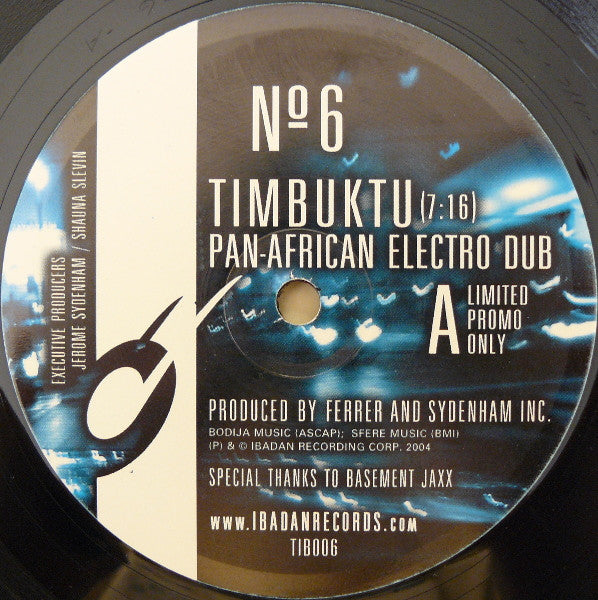 Nº6
TIMBUKTU (7:16)
PAN-AFRICAN ELECTRO DUB
A
LIMITED
PROMO
ONLY
EXECUTIVE PRODUCERS
JEROME SYDENHAM / SHAUNA SLEVIN
PRODUCED BY FERRER AND SYDENHAM INC.
BODIJA MUSIC (ASCAP); SFERE MUSIC (BMI)
(P) & © IBADAN RECORDING CORP. 2004
SPECIAL THANKS TO BASEMENT JAXX
WWW.IBADANRECORDS.COM
TIB006